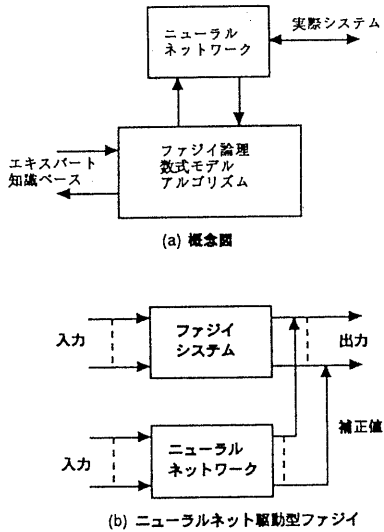 ニューラル
ネットワーク
実際システム
エキスパート
知識ベース
ファジイ論理
数式モデル
アルゴリズム
(a) 概念図
入力
ファジイ
システム
出力
補正値
入力
ニューラル
ネットワーク
(b) ニューラルネット駆動型ファジイ